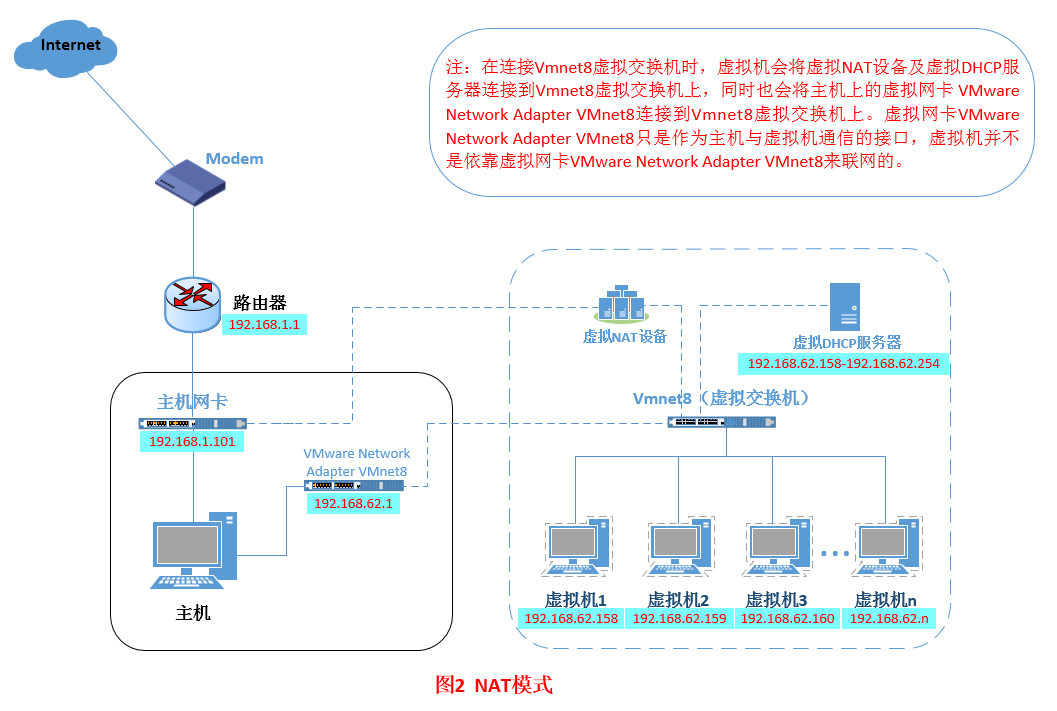 Internet
注：在连接Vmnet8虚拟交换机时，虚拟机会将虚拟NAT设备及虚拟DHCP服
务器连接到Vmnet8虚拟交换机上，同时也会将主机上的虚拟网卡 VMware
Network Adapter VMnet8连接到Vmnet8虚拟交换机上。虚拟网卡VMware
Network Adapter VMnet8只是作为主机与虚拟机通信的接口，虚拟机并不
是依靠虚拟网卡VMware Network Adapter VMnet8来联网的。
Modem
路由器
192.168.1.1
虚拟NAT设备
虚拟DHCP服务器
192.168.62.158-192.168.62.254
主机网卡
192.168.1.101
Vmnet8（虚拟交换机）
VMware Network
Adapter VMnet8
192.168.62.1
主机
虚拟机1
192.168.62.158
虚拟机2
192.168.62.159
虚拟机3
192.168.62.160
虚拟机n
192.168.62.n
图2 NAT模式